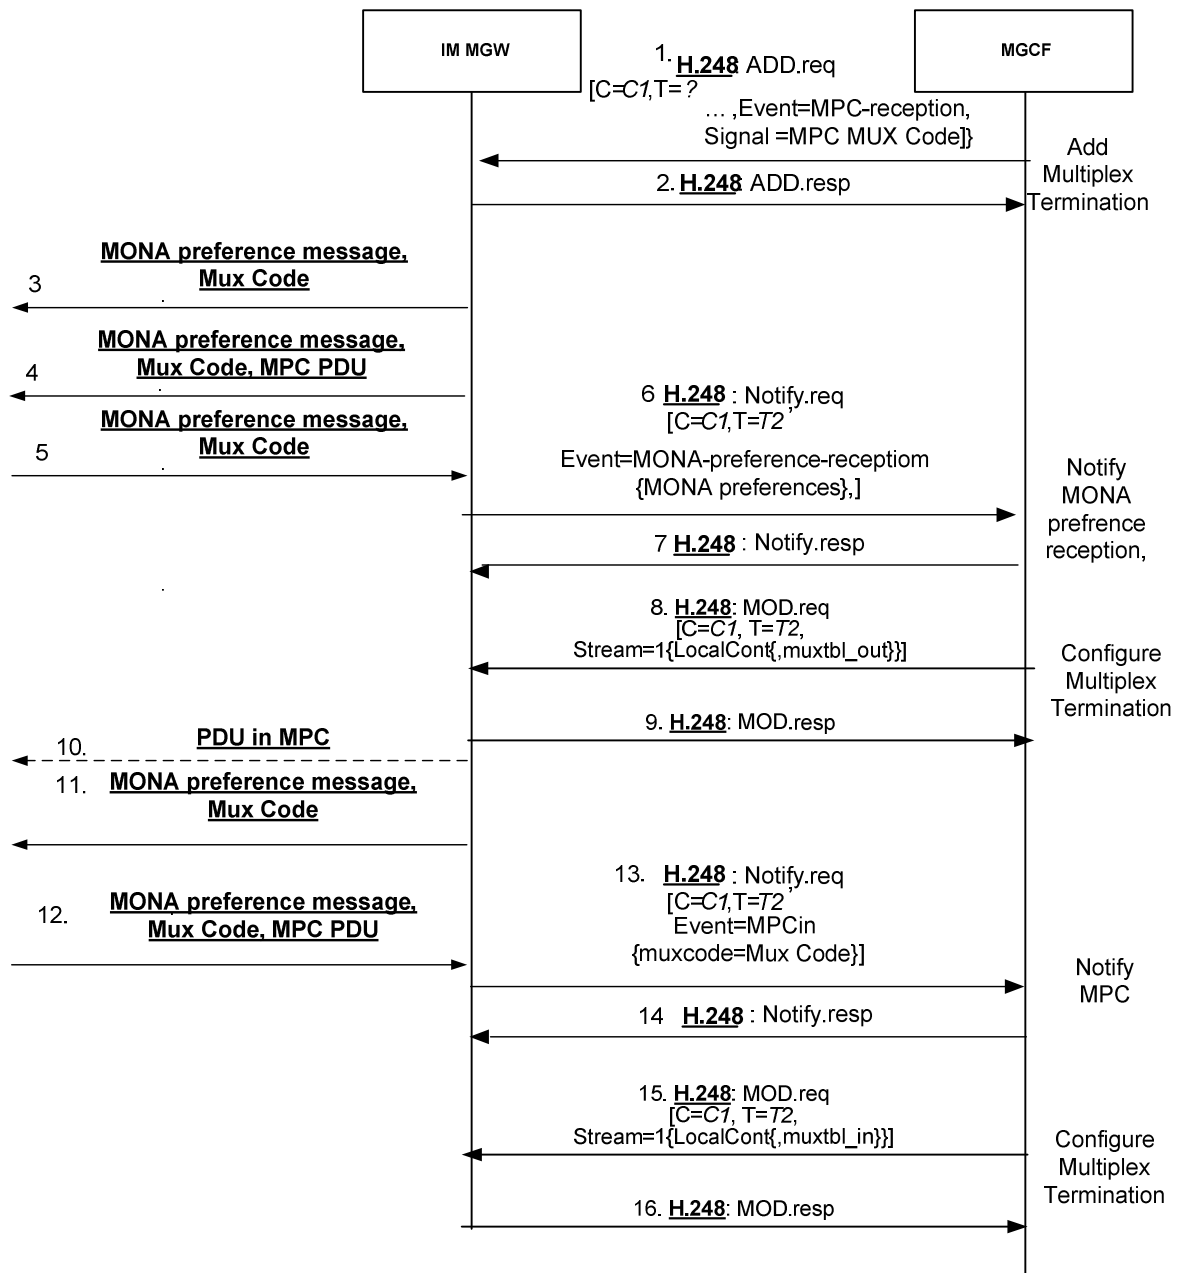 IM MGW
MGCF
1. H.248: ADD.req
[C=C1,T=?
... ,Event=MPC-reception,
Signal =MPC MUX Code]}
Add
Multiplex
Termination
2. H.248: ADD.resp
MONA preference message,
Mux Code
3
MONA preference message,
Mux Code, MPC PDU
4
MONA preference message,
Mux Code
5
6 H.248 : Notify.req
[C=C1,T=T2,
Event=MONA-preference-receptiom
{MONA preferences},]
Notify
MONA
prefrence
reception,
7 H.248 : Notify.resp
8. H.248: MOD.req
[C=C1, T=T2,
Stream=1{LocalCont{,muxtbl_out}}]
Configure
Multiplex
Termination
9. H.248: MOD.resp
10. PDU in MPC
11. MONA preference message,
Mux Code
12. MONA preference message,
Mux Code, MPC PDU
13. H.248 : Notify.req
[C=C1,T=T2,
Event=MPCin
{muxcode=Mux Code}]
Notify
MPC
14 H.248 : Notify.resp
15. H.248: MOD.req
[C=C1, T=T2,
Stream=1{LocalCont{,muxtbl_in}}]
Configure
Multiplex
Termination
16. H.248: MOD.resp